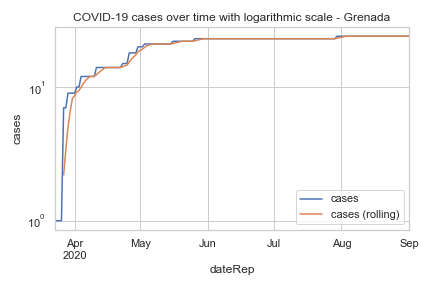 COVID-19 cases over time with logarithmic scale - Grenada
cases
10¹
10⁰
Apr
2020
May
Jun
Jul
Aug
Sep
dateRep
cases
cases (rolling)